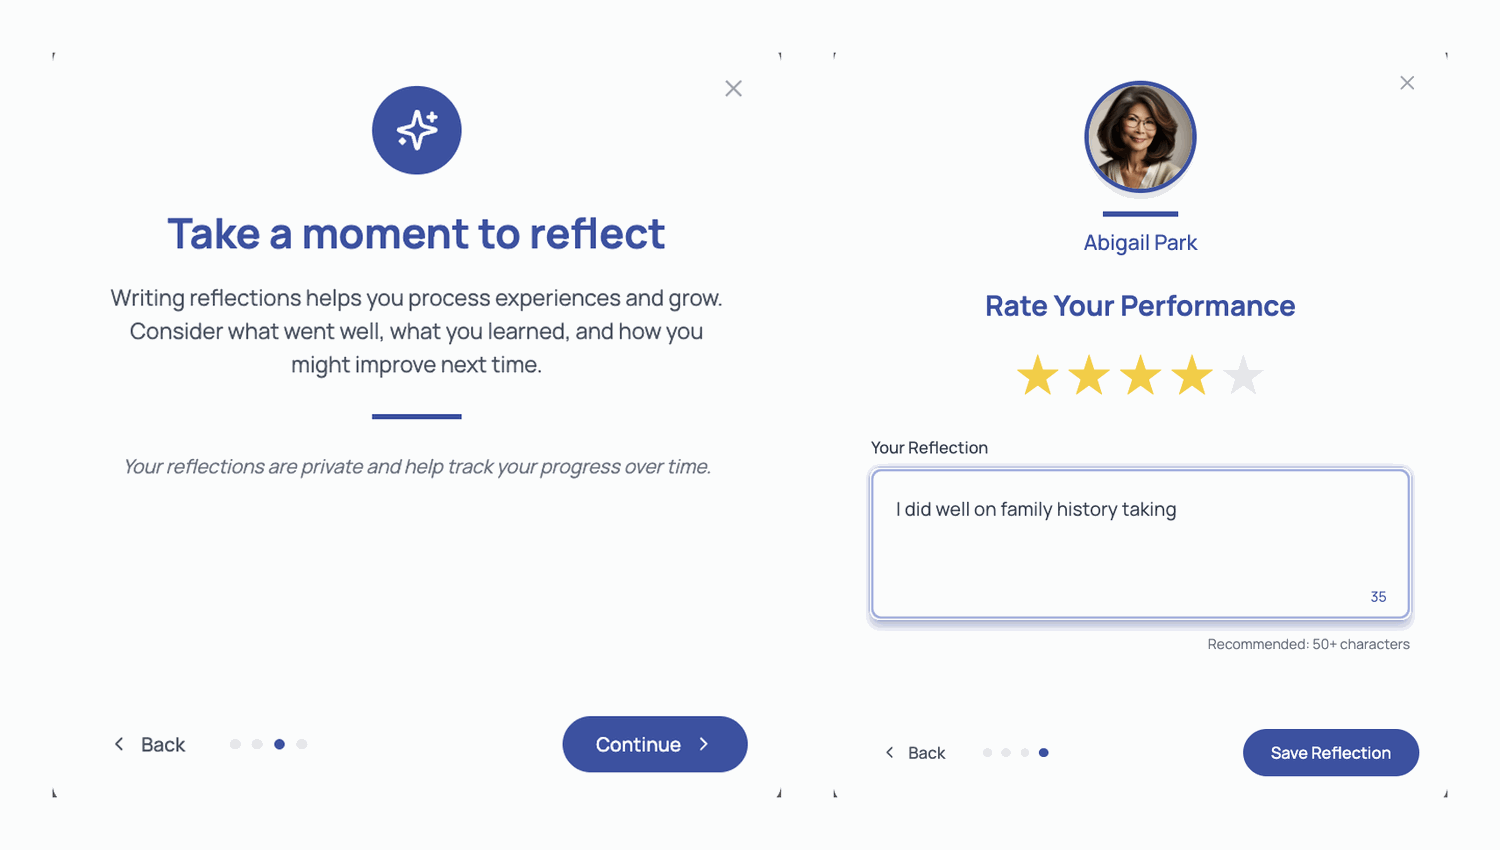 Take a moment to reflect
Writing reflections helps you process experiences and grow.
Consider what went well, what you learned, and how you
might improve next time.
Your reflections are private and help track your progress over time.
Back
Continue
Abigail Park
Rate Your Performance
Your Reflection
I did well on family history taking
35
Recommended: 50+ characters
Back
Save Reflection